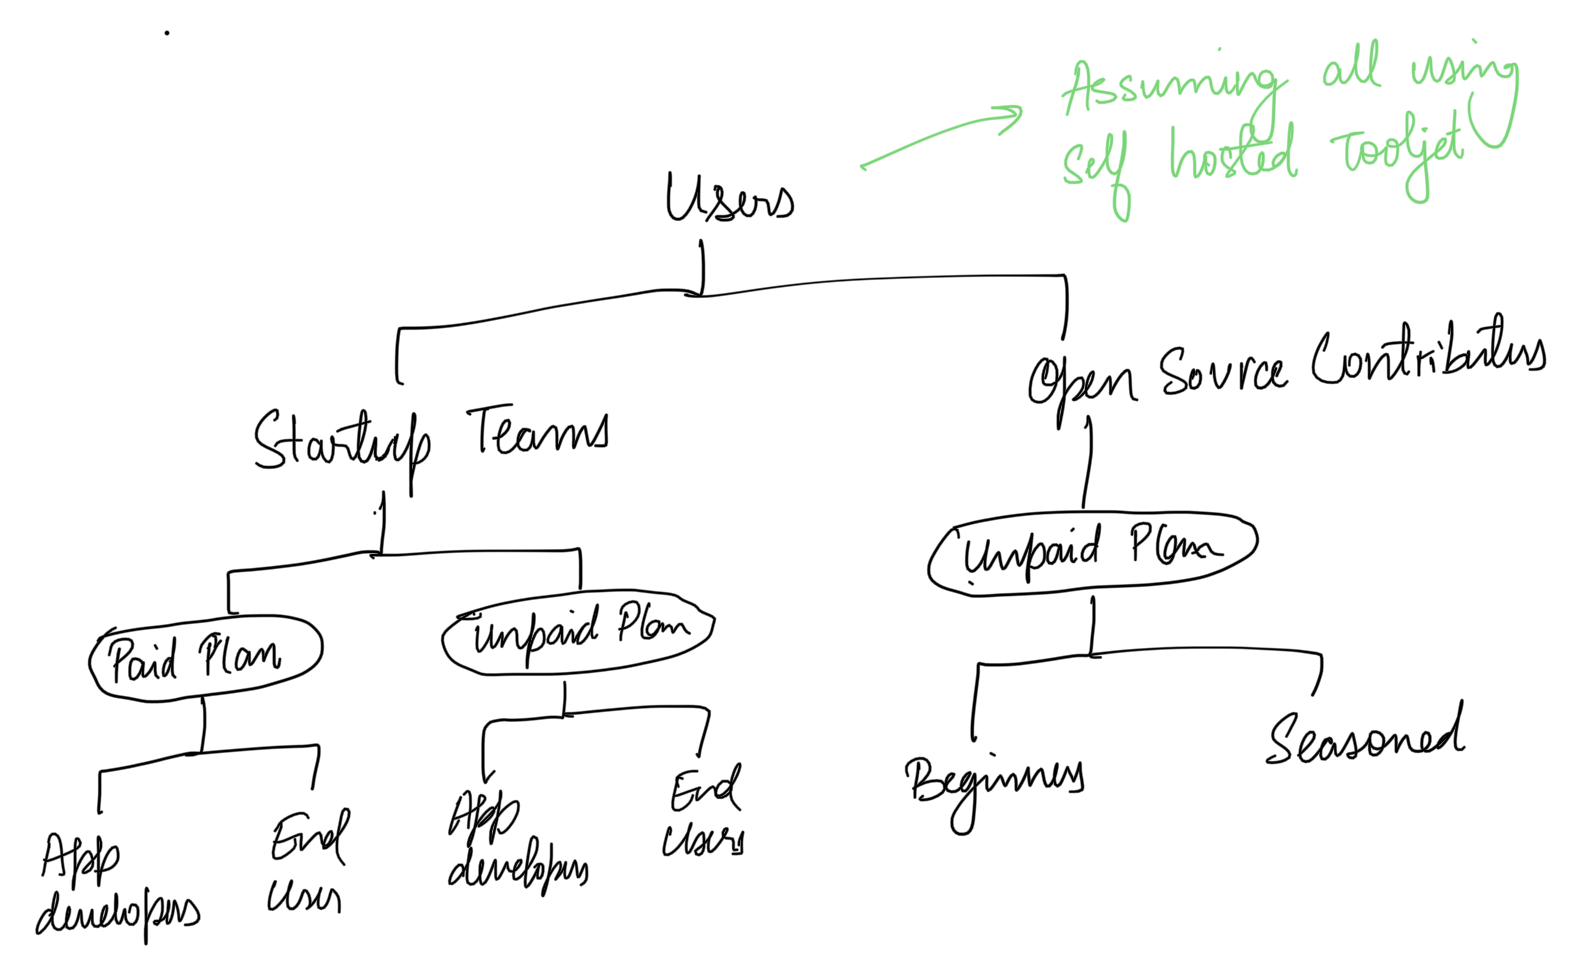 Assuming all using
Self hosted Tooljet
Users
Open Source Contributors
Startup Teams
Unpaid Plan
Paid Plan
Unpaid Plan
Beginners
Seasoned
App
developers
End
Users
App
developers
End
Users